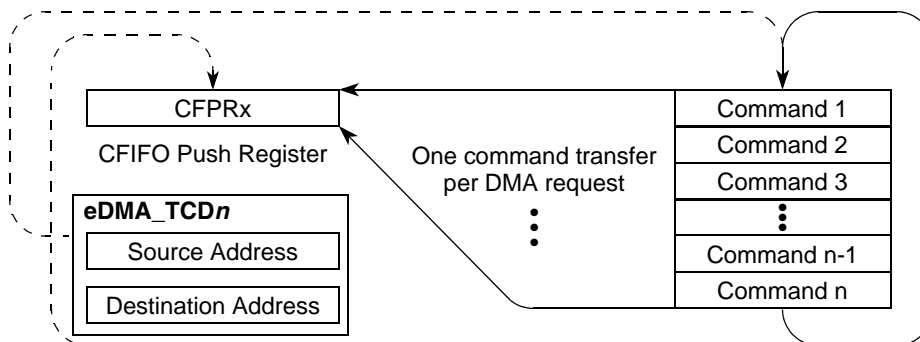 CFPRx
CFIFO Push Register
eDMA_TCDn
Source Address
Destination Address
One command transfer
per DMA request
Command 1
Command 2
Command 3
Command n-1
Command n